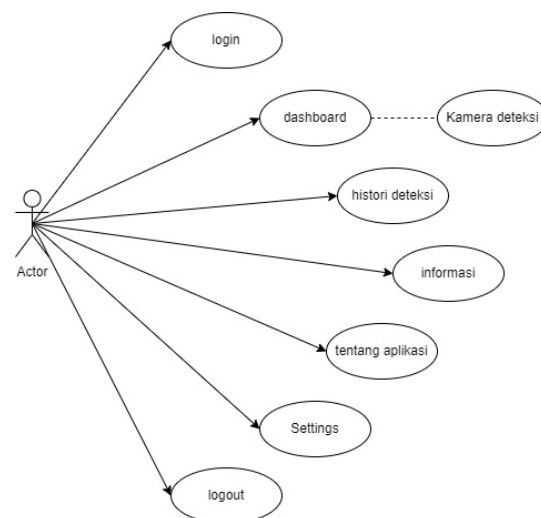 login
dashboard
Kamera deteksi
histori deteksi
Actor
informasi
tentang aplikasi
Settings
logout